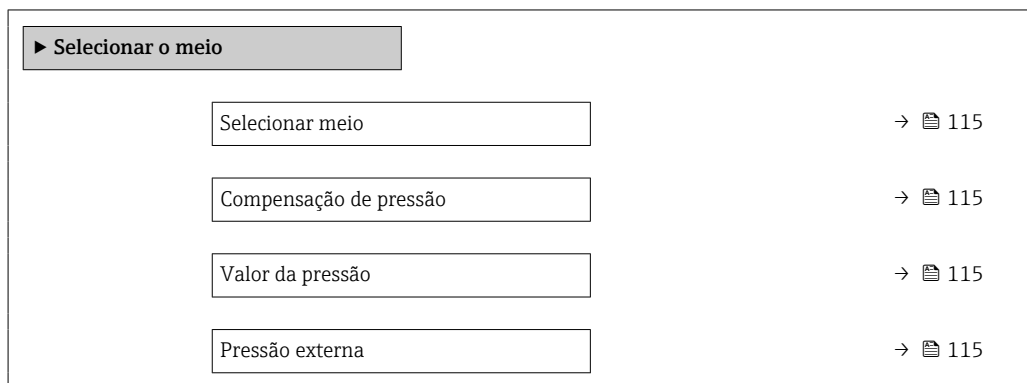 ▶ Selecionar o meio
Selecionar meio → 115
Compensação de pressão → 115
Valor da pressão → 115
Pressão externa → 115